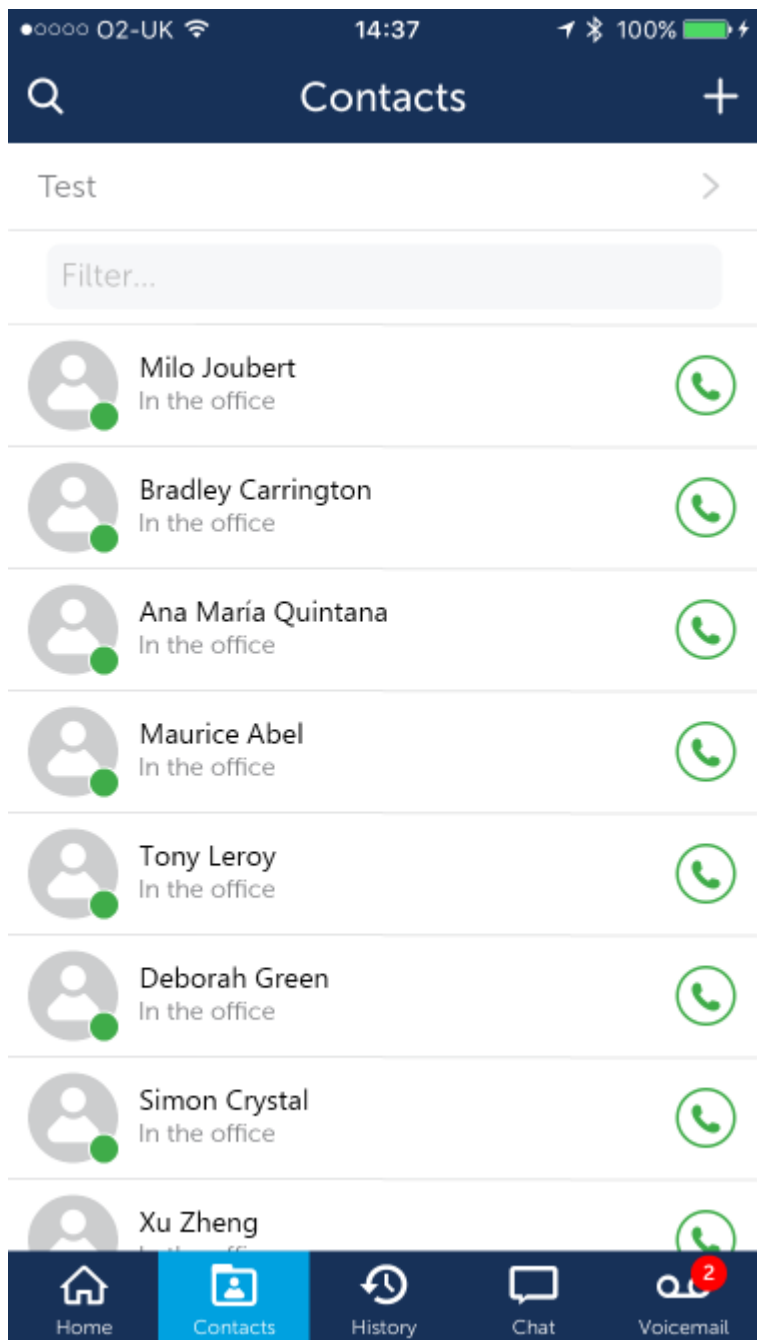 O2-UK 14:37 100%
Contacts
Test
Filter...
Milo Joubert
In the office
Bradley Carrington
In the office
Ana María Quintana
In the office
Maurice Abel
In the office
Tony Leroy
In the office
Deborah Green
In the office
Simon Crystal
In the office
Xu Zheng
2
Home Contacts History Chat Voicemail